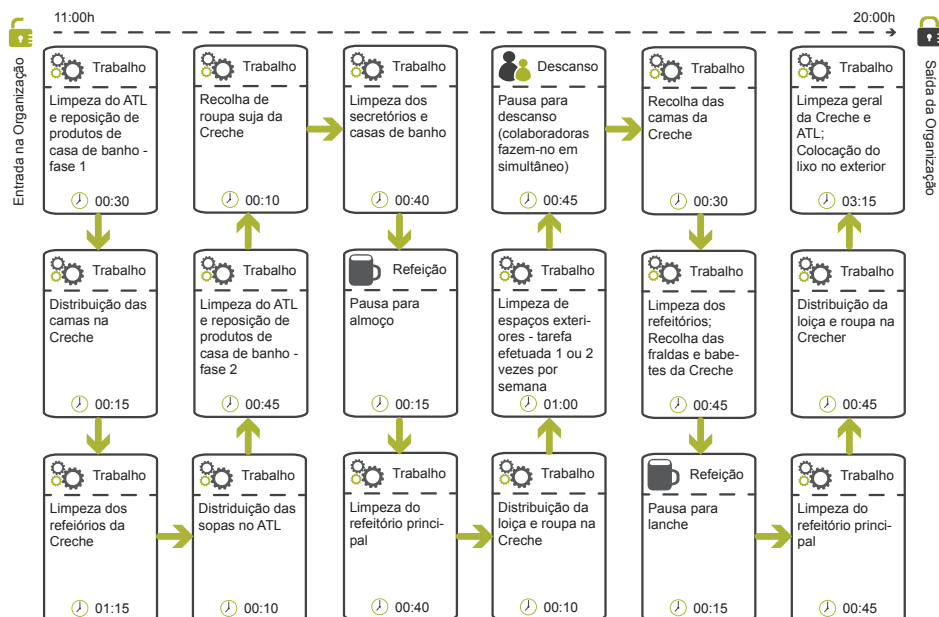 11:00h
20:00h
Entrada na Organização
Saída da Organização
Trabalho
Limpeza do ATL
e reposição de
produtos de
casa de banho -
fase 1
00:30
Trabalho
Recolha de
roupa suja da
Creche
00:10
Trabalho
Limpeza dos
secretórios e
casas de banho
00:40
Descanso
Pausa para
descanso
(colaboradoras
fazem-no em
simultâneo)
00:45
Trabalho
Recolha das
camas da
Creche
00:30
Trabalho
Limpeza geral
da Creche e
ATL;
Colocação do
lixo no exterior
03:15
Trabalho
Distribuição das
camas na
Creche
00:15
Trabalho
Limpeza do ATL
e reposição de
produtos de
casa de banho -
fase 2
00:45
Refeição
Pausa para
almoço
00:15
Trabalho
Limpeza de
espaços exteri-
ores - tarefa
efetuada 1 ou 2
vezes por
semana
01:00
Trabalho
Limpeza dos
refeitórios;
Recolha das
fraldas e babe-
tes da Creche
00:45
Trabalho
Distribuição da
loiça e roupa na
Crecher
00:45
Trabalho
Limpeza dos
refeiórios da
Creche
01:15
Trabalho
Distriduição das
sopas no ATL
00:10
Trabalho
Limpeza do
refeitório princi-
pal
00:40
Trabalho
Distribuição da
loiça e roupa na
Creche
00:10
Refeição
Pausa para
lanche
00:15
Trabalho
Limpeza do
refeitório princi-
pal
00:45